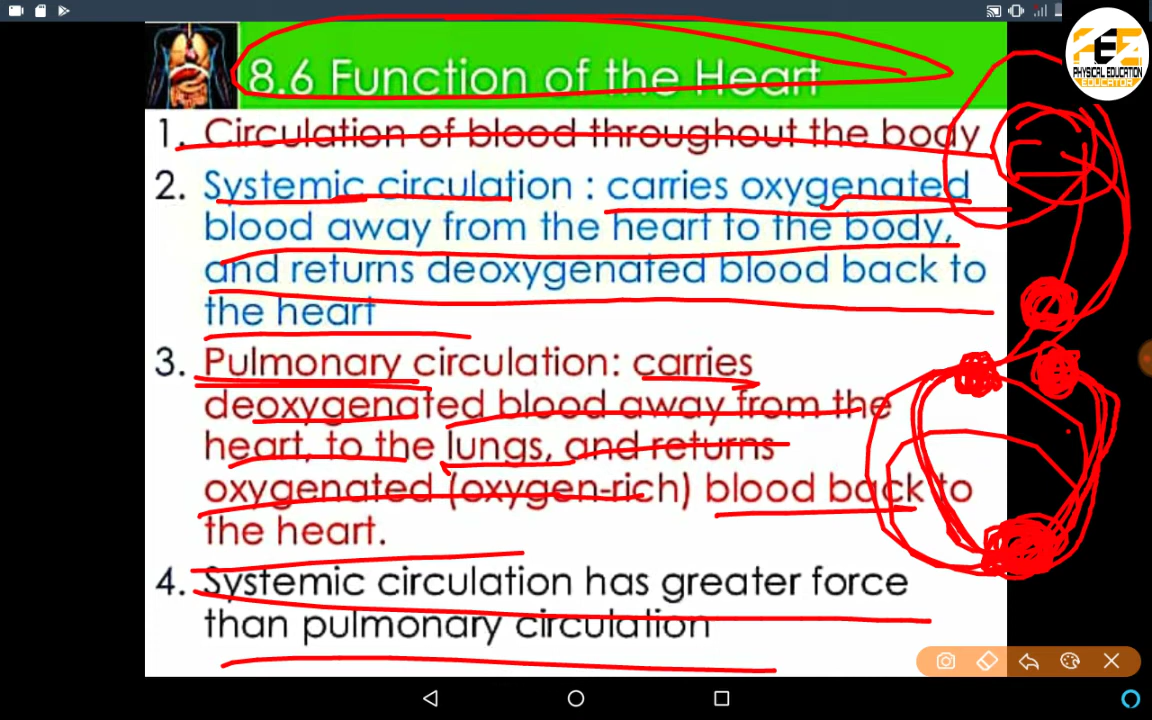 8.6 Function of the Heart
1. Circulation of blood throughout the body
2. Systemic circulation : carries oxygenated
blood away from the heart to the body,
and returns deoxygenated blood back to
the heart
3. Pulmonary circulation: carries
deoxygenated blood away from the
heart, to the lungs, and returns
oxygenated (oxygen-rich) blood back to
the heart.
4. Systemic circulation has greater force
than pulmonary circulation
PHYSICAL EDUCATION
EDUCATOR